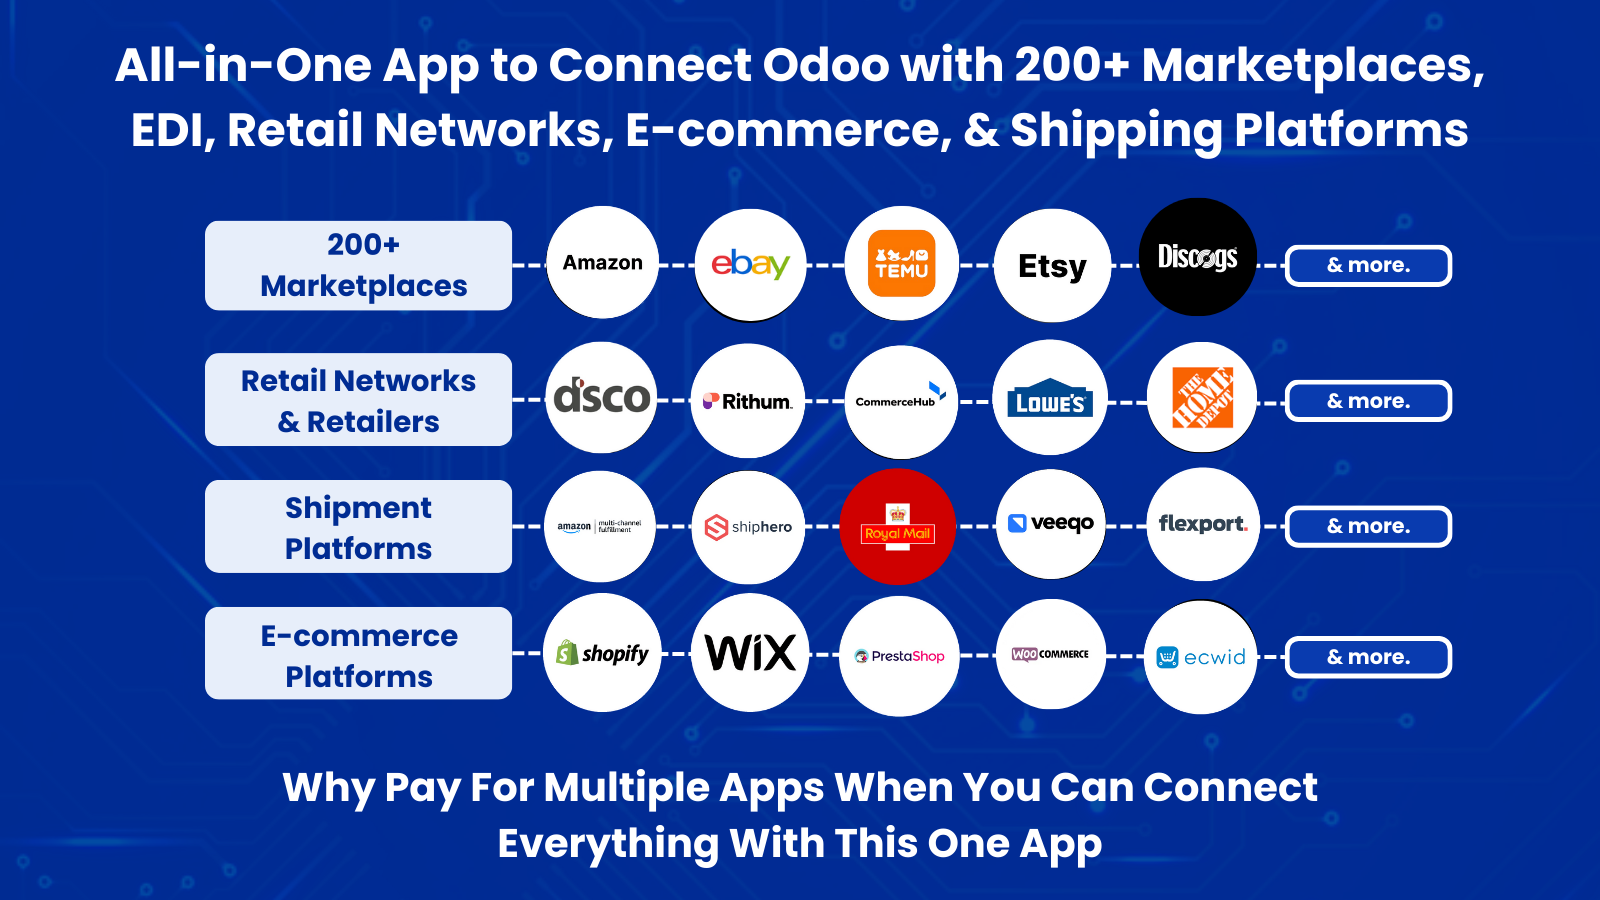 All-in-One App to Connect Odoo with 200+ Marketplaces,
EDI, Retail Networks, E-commerce, & Shipping Platforms
200+
Marketplaces
Amazon
ebay
TEMU
Etsy
Discogs
& more.
Retail Networks
& Retailers
dsco
Rithum
CommerceHub
LOWE'S
THE
HOME
DEPOT
& more.
Shipment
Platforms
amazon
multi-channel
fulfillment
shiphero
Royal Mail
veeqo
flexport.
& more.
E-commerce
Platforms
shopify
WiX
PrestaShop
WOO COMMERCE
ecwid
& more.
Why Pay For Multiple Apps When You Can Connect
Everything With This One App